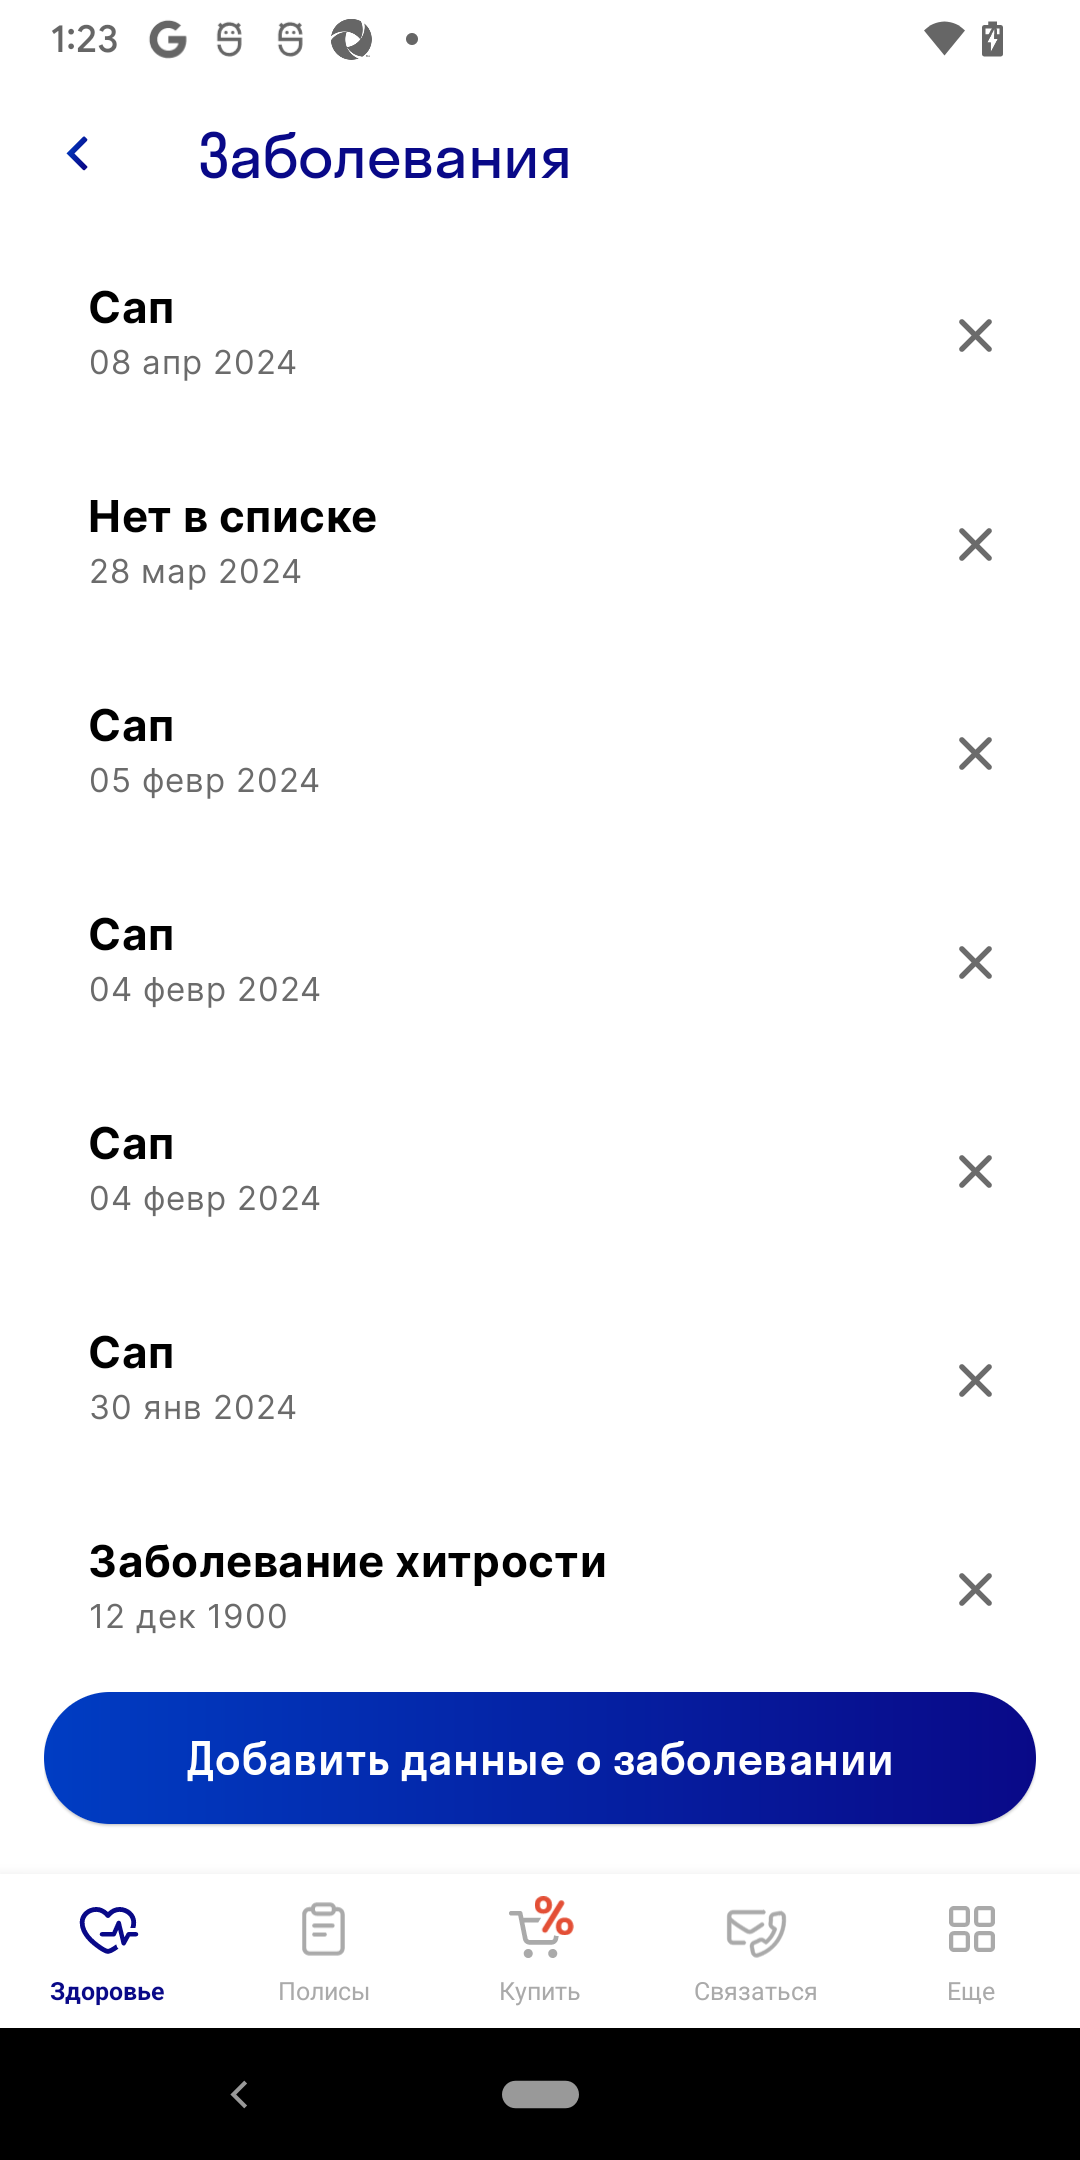 1:23
Заболевания
Сап
08 апр 2024
Нет в списке
28 мар 2024
Сап
05 февр 2024
Сап
04 февр 2024
Сап
04 февр 2024
Сап
30 янв 2024
Заболевание хитрости
12 дек 1900
Добавить данные о заболевании
Здоровье
Полисы
Купить
Связаться
Еще